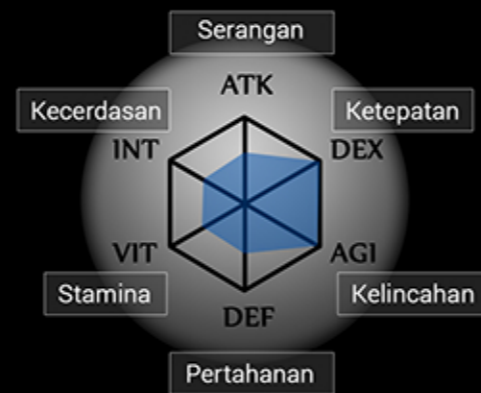 Serangan
ATK
Kecerdasan
Ketepatan
INT
DEX
VIT
AGI
Stamina
Kelincahan
DEF
Pertahanan